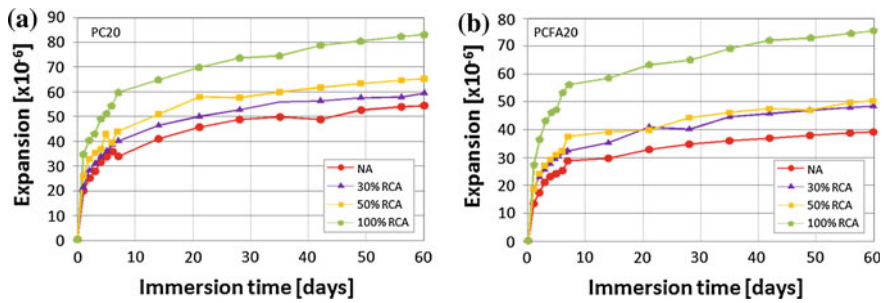 (a)
PC20
Expansion [x10-6]
90
80
70
60
50
40
30
20
10
0
NA
30% RCA
50% RCA
100% RCA
0 10 20 30 40 50 60
Immersion time [days]
(b)
PCFA20
Expansion [x10-6]
80
70
60
50
40
30
20
10
0
NA
30% RCA
50% RCA
100% RCA
0 10 20 30 40 50 60
Immersion time [days]